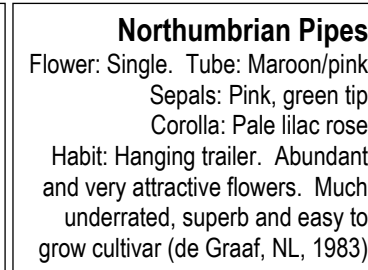 Northumbrian Pipes
Flower: Single.  Tube: Maroon/pink
Sepals: Pink, green tip
Corolla: Pale lilac rose
Habit: Hanging trailer.  Abundant
and very attractive flowers.  Much
underrated, superb and easy to
grow cultivar (de Graaf, NL, 1983)